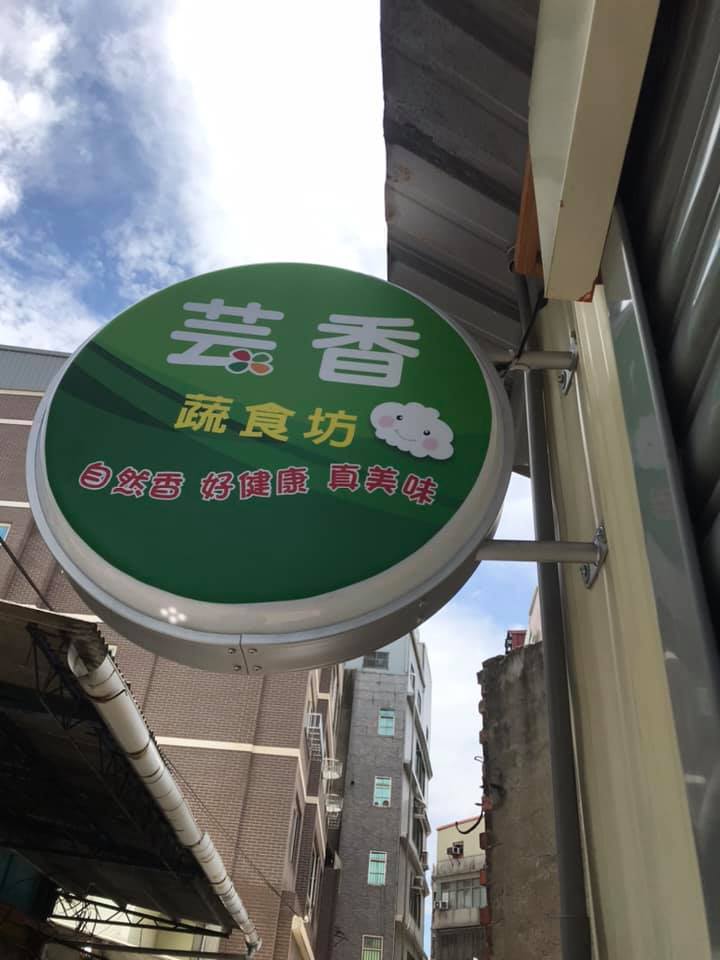 芸香
蔬食坊
自然香 好健康 真美味